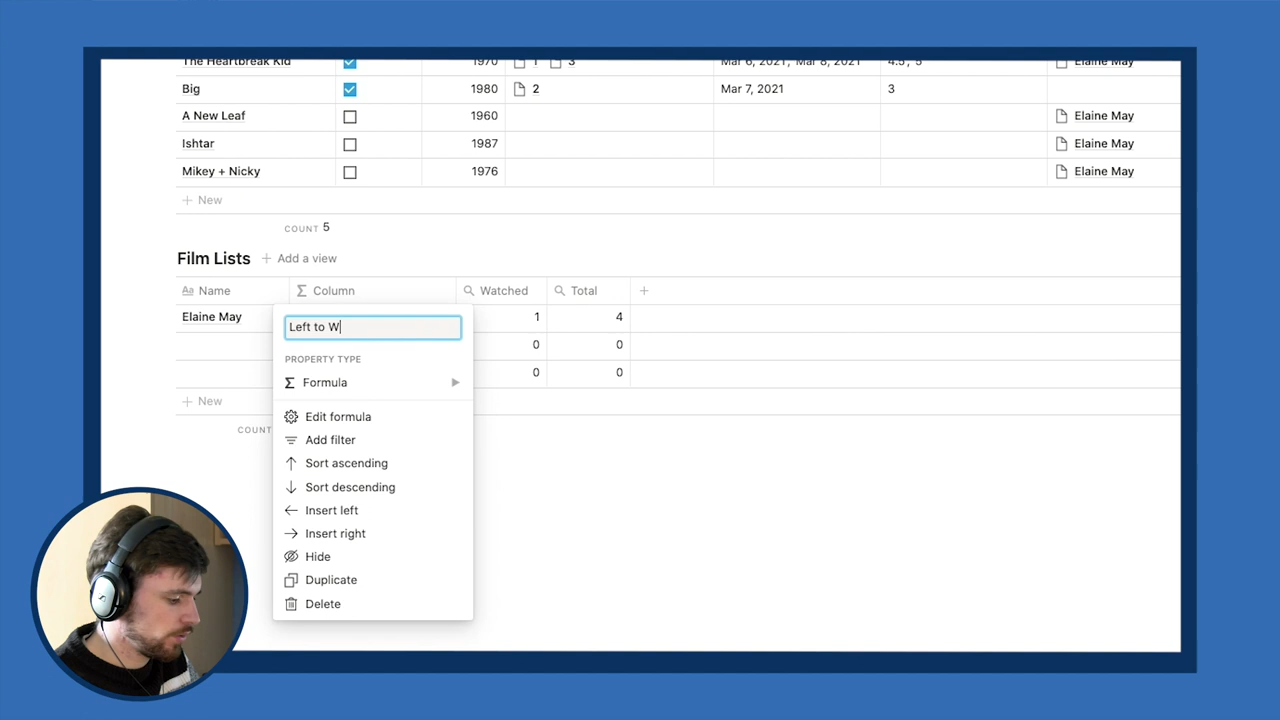 The Heartbreak Kid 1970 1 3 Mar 6, 2021, Mar 8, 2021 4.5, 5 Elaine May
Big 1980 2 Mar 7, 2021 3
A New Leaf 1960 Elaine May
Ishtar 1987 Elaine May
Mikey + Nicky 1976 Elaine May
+ New
COUNT 5
Film Lists + Add a view
Aa Name Σ Column Watched Total +
Elaine May 1 4
Left to W
0 0
PROPERTY TYPE
0 0
Σ Formula
+ New
Edit formula
COUNT
Add filter
Sort ascending
Sort descending
Insert left
Insert right
Hide
Duplicate
Delete